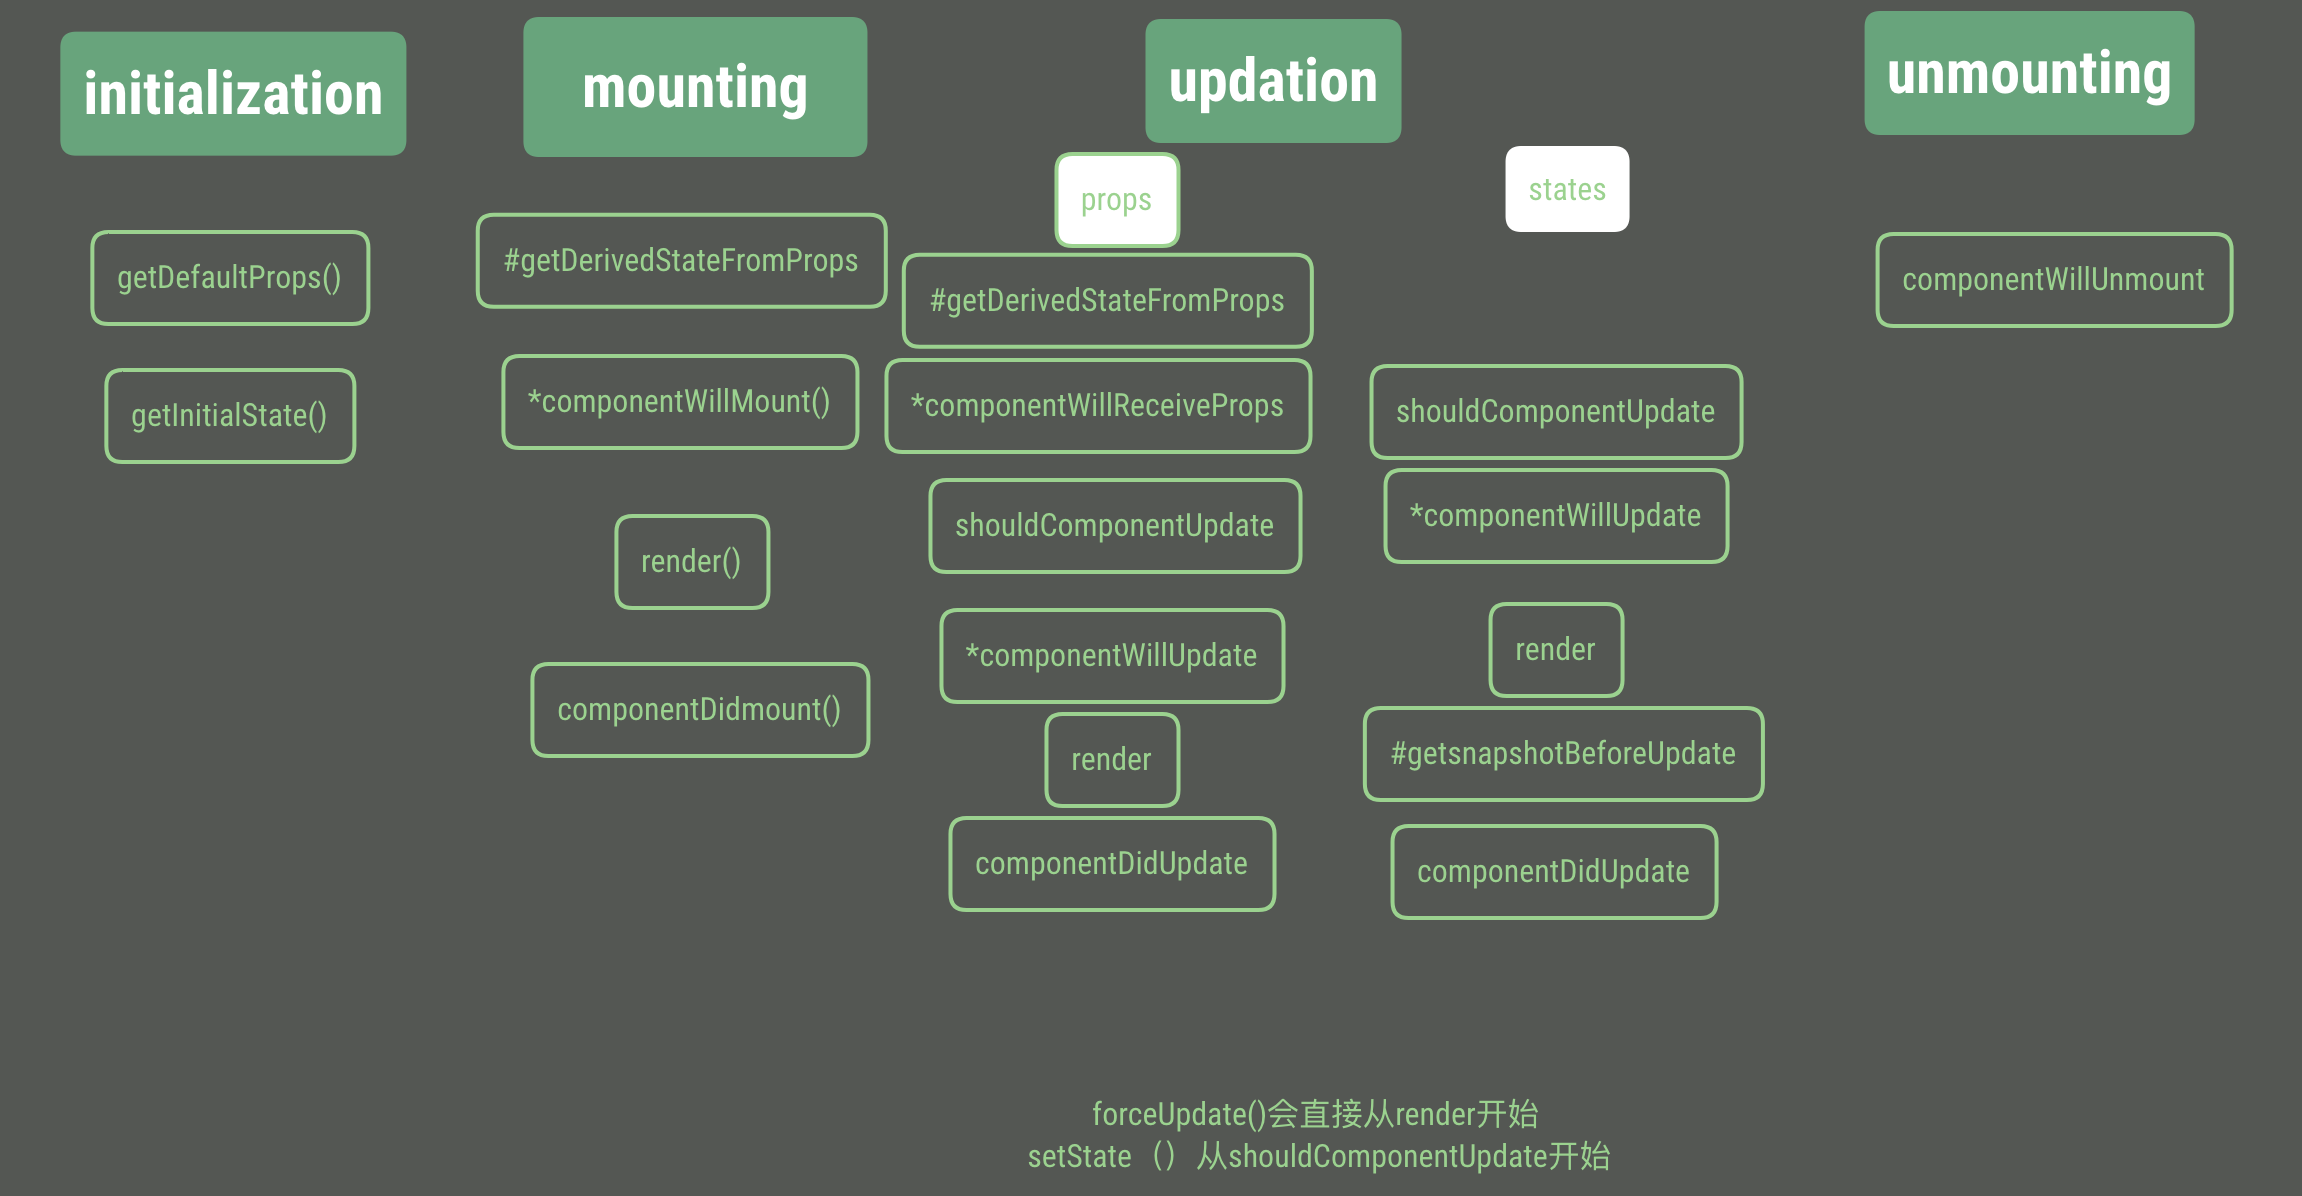 initialization
getDefaultProps()
getInitialState()
mounting
#getDerivedStateFromProps
*componentWillMount()
render()
componentDidmount()
updation
props
#getDerivedStateFromProps
*componentWillReceiveProps
shouldComponentUpdate
*componentWillUpdate
render
componentDidUpdate
states
shouldComponentUpdate
*componentWillUpdate
render
#getsnapshotBeforeUpdate
componentDidUpdate
unmounting
componentWillUnmount
forceUpdate()会直接从render开始
setState（）从shouldComponentUpdate开始